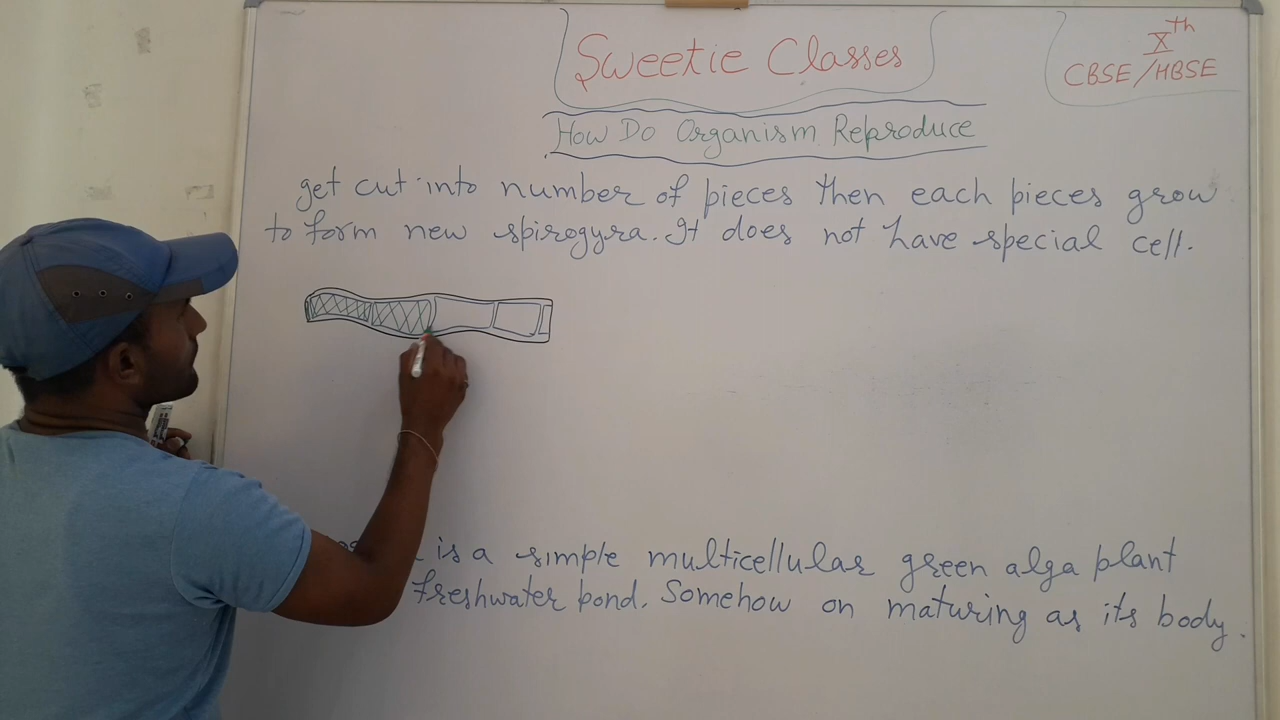 Sweetie Classes
Xth
CBSE/HBSE
How Do Organism Reproduce
get cut into number of pieces then each pieces grow
to form new spirogyra. It does not have special cell.
is a simple multicellular green alga plant
freshwater pond. Somehow on maturing as its body.